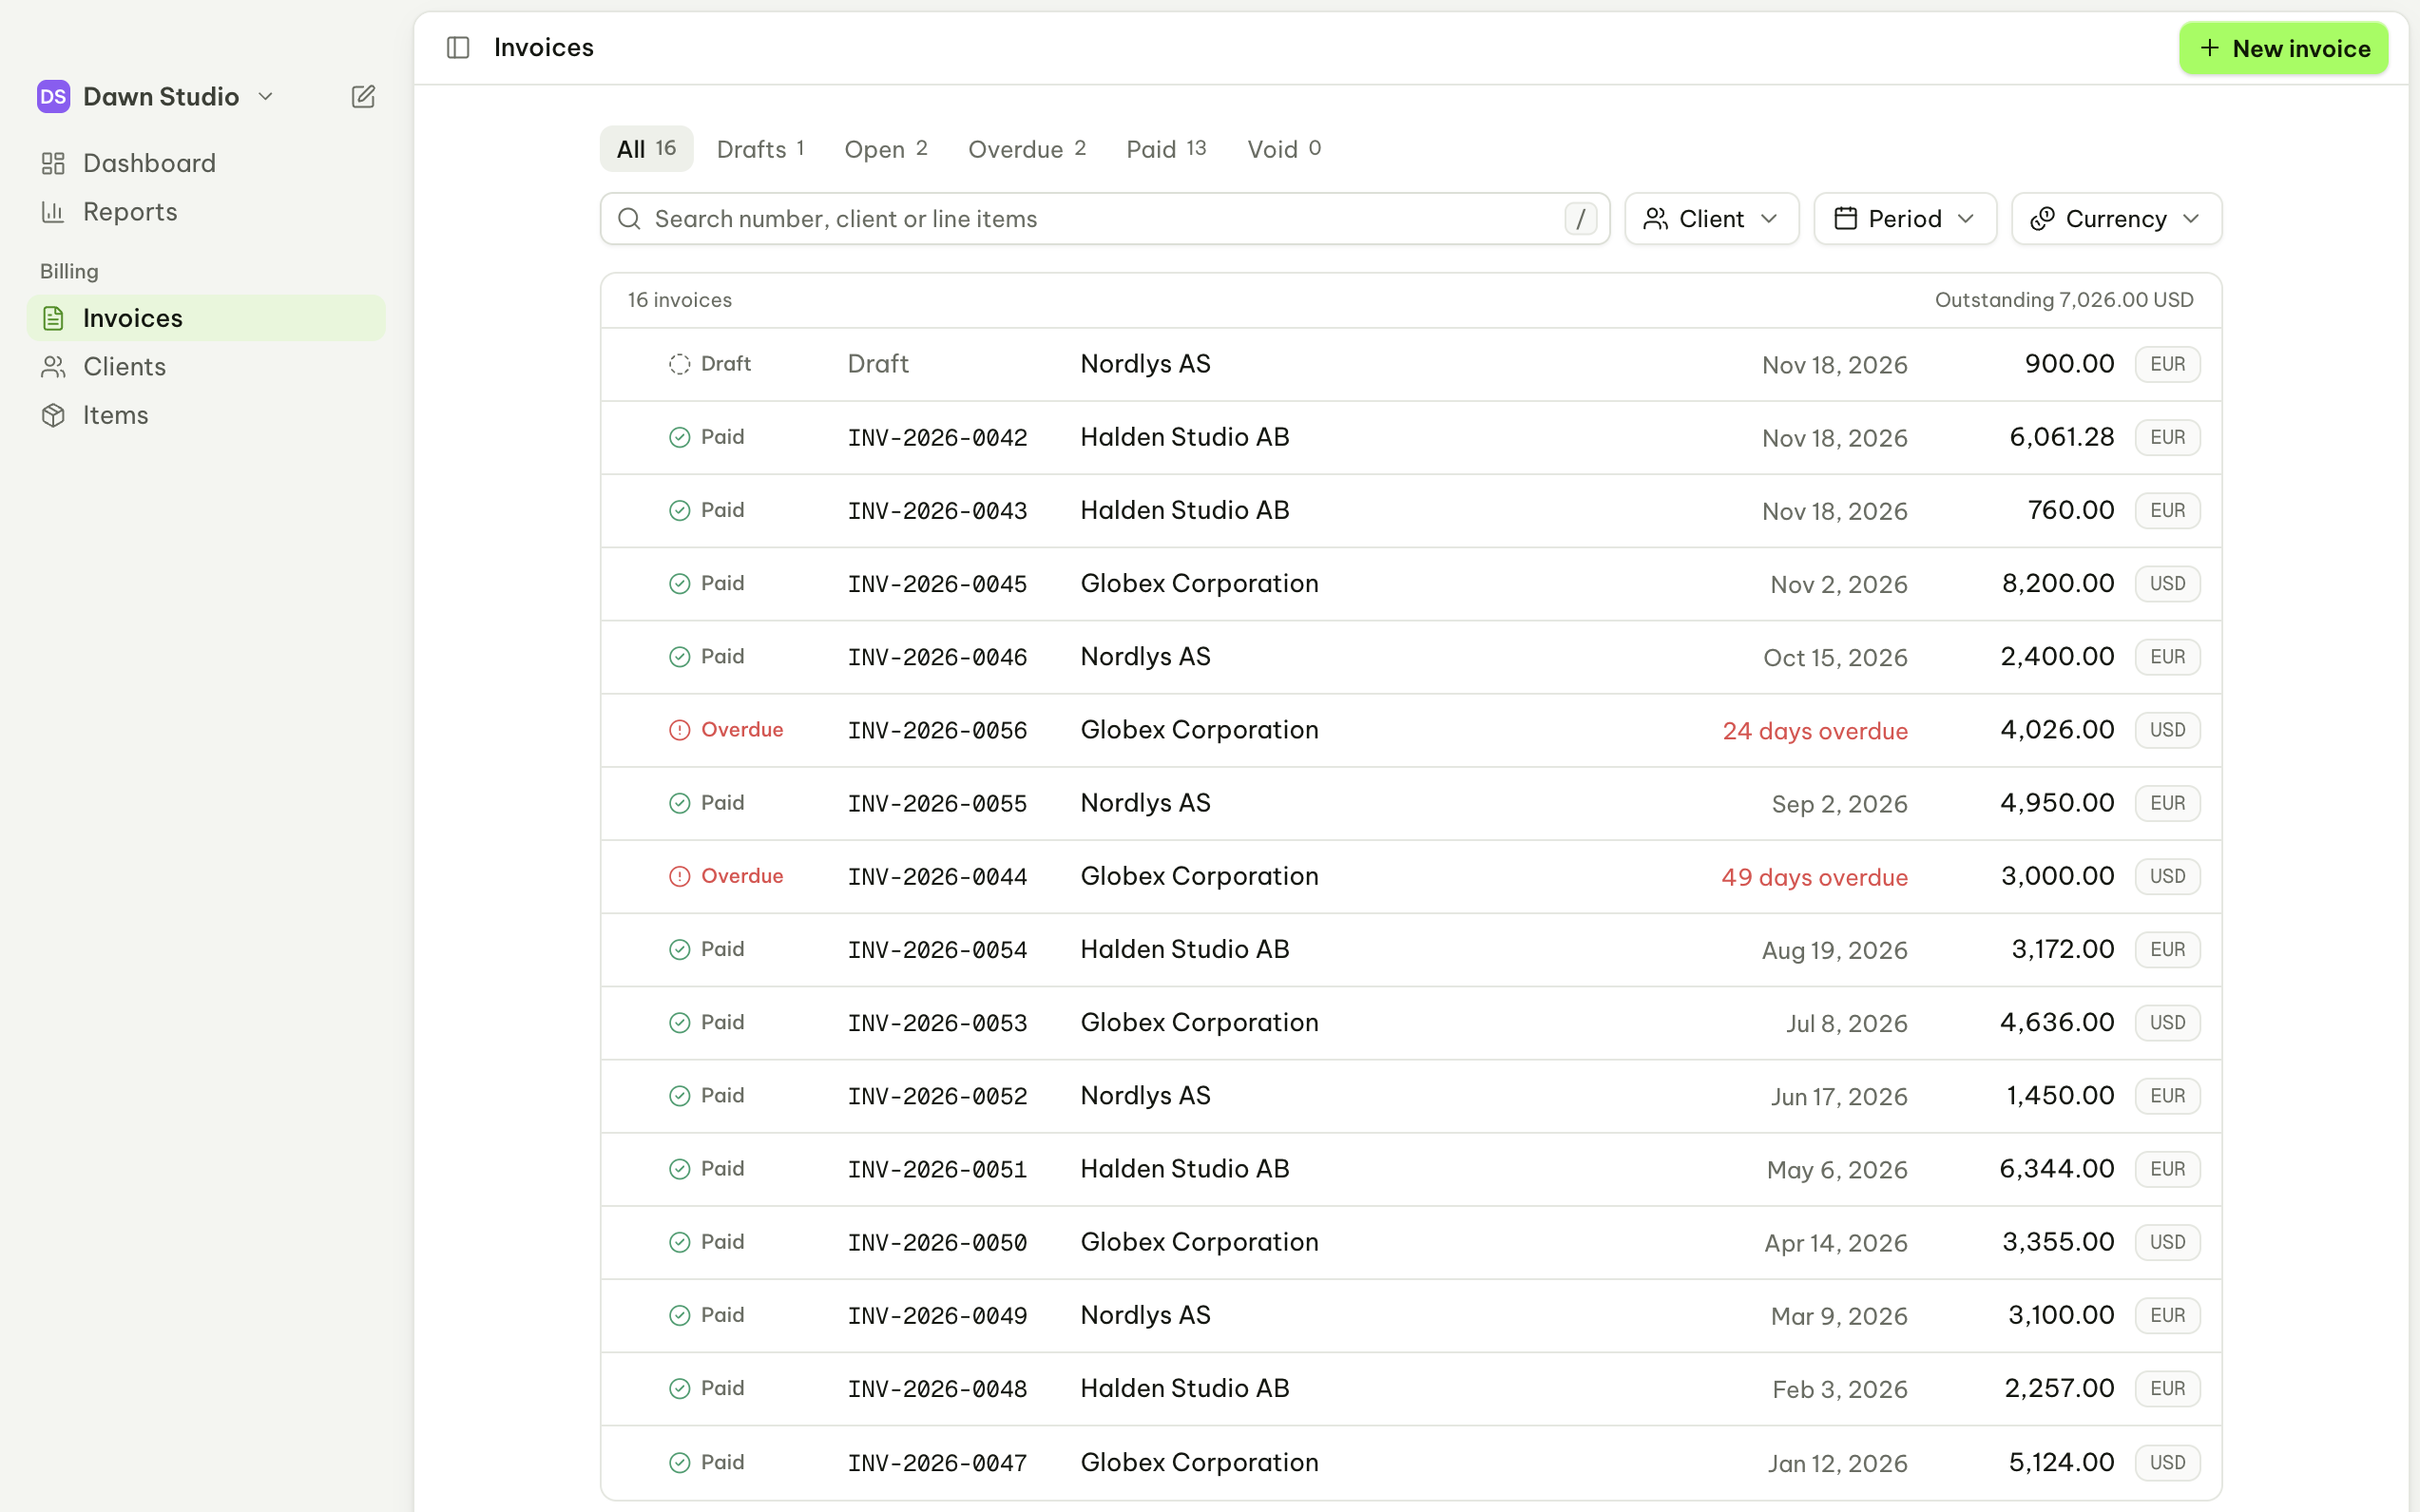 Invoices
+ New invoice
DS Dawn Studio
Dashboard
Reports
Billing
Invoices
Clients
Items
All 16 Drafts 1 Open 2 Overdue 2 Paid 13 Void 0
Search number, client or line items /
Client
Period
Currency
16 invoices Outstanding 7,026.00 USD
Draft Draft Nordlys AS Nov 18, 2026 900.00 EUR
Paid INV-2026-0042 Halden Studio AB Nov 18, 2026 6,061.28 EUR
Paid INV-2026-0043 Halden Studio AB Nov 18, 2026 760.00 EUR
Paid INV-2026-0045 Globex Corporation Nov 2, 2026 8,200.00 USD
Paid INV-2026-0046 Nordlys AS Oct 15, 2026 2,400.00 EUR
Overdue INV-2026-0056 Globex Corporation 24 days overdue 4,026.00 USD
Paid INV-2026-0055 Nordlys AS Sep 2, 2026 4,950.00 EUR
Overdue INV-2026-0044 Globex Corporation 49 days overdue 3,000.00 USD
Paid INV-2026-0054 Halden Studio AB Aug 19, 2026 3,172.00 EUR
Paid INV-2026-0053 Globex Corporation Jul 8, 2026 4,636.00 USD
Paid INV-2026-0052 Nordlys AS Jun 17, 2026 1,450.00 EUR
Paid INV-2026-0051 Halden Studio AB May 6, 2026 6,344.00 EUR
Paid INV-2026-0050 Globex Corporation Apr 14, 2026 3,355.00 USD
Paid INV-2026-0049 Nordlys AS Mar 9, 2026 3,100.00 EUR
Paid INV-2026-0048 Halden Studio AB Feb 3, 2026 2,257.00 EUR
Paid INV-2026-0047 Globex Corporation Jan 12, 2026 5,124.00 USD